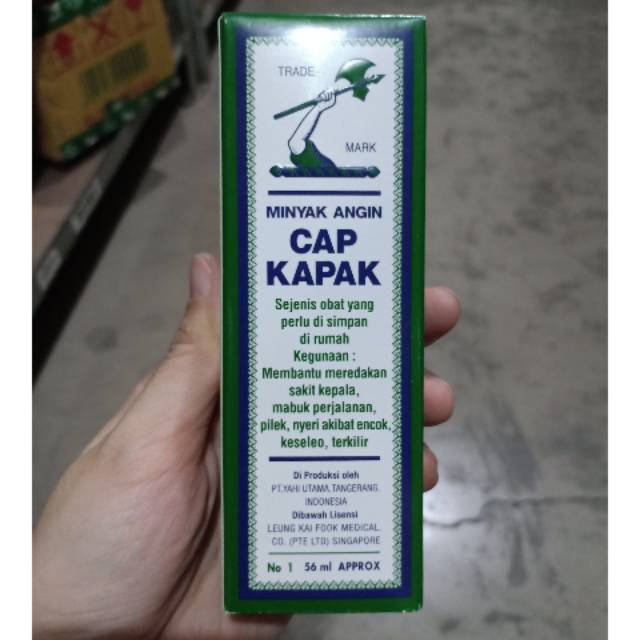 TRADE
MARK
MINYAK ANGIN
CAP
KAPAK
Sejenis obat yang
perlu di simpan
di rumah
Kegunaan :
Membantu meredakan
sakit kepala,
mabuk perjalanan,
pilek, nyeri akibat encok,
keseleo, terkilir
Di Produksi oleh
PT.YAHI UTAMA, TANGERANG.
INDONESIA
Dibawah Lisensi
LEUNG KAI FOOK MEDICAL.
CO. (PTE LTD) SINGAPORE
No 1 56 ml APPROX